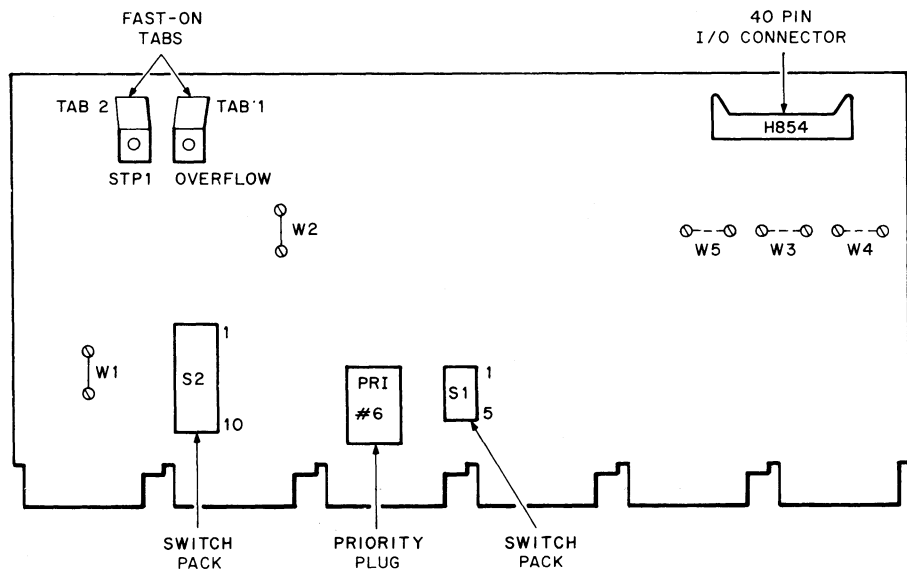 FAST-ON
TABS
40 PIN
I/O CONNECTOR
TAB 2
TAB 1
H854
STP1
OVERFLOW
W2
W5
W3
W4
W1
S2
1
10
PRI
#6
S1
1
5
SWITCH
PACK
PRIORITY
PLUG
SWITCH
PACK